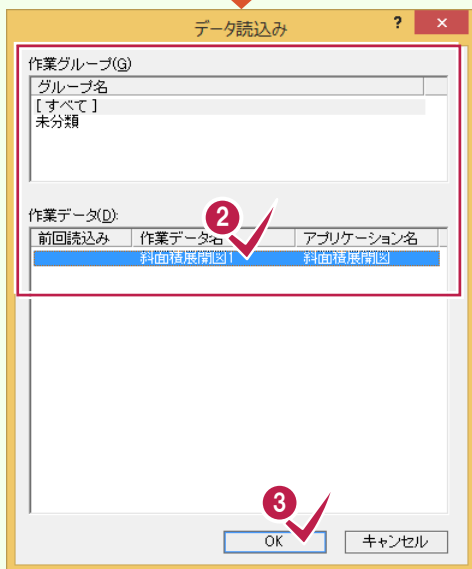 データ読込み ? ×
作業グループ(G)
グループ名
[すべて]
未分類
作業データ(D):
2
前回読込み 作業データ名 アプリケーション名
斜面積展開図1 斜面積展開図
3
OK キャンセル